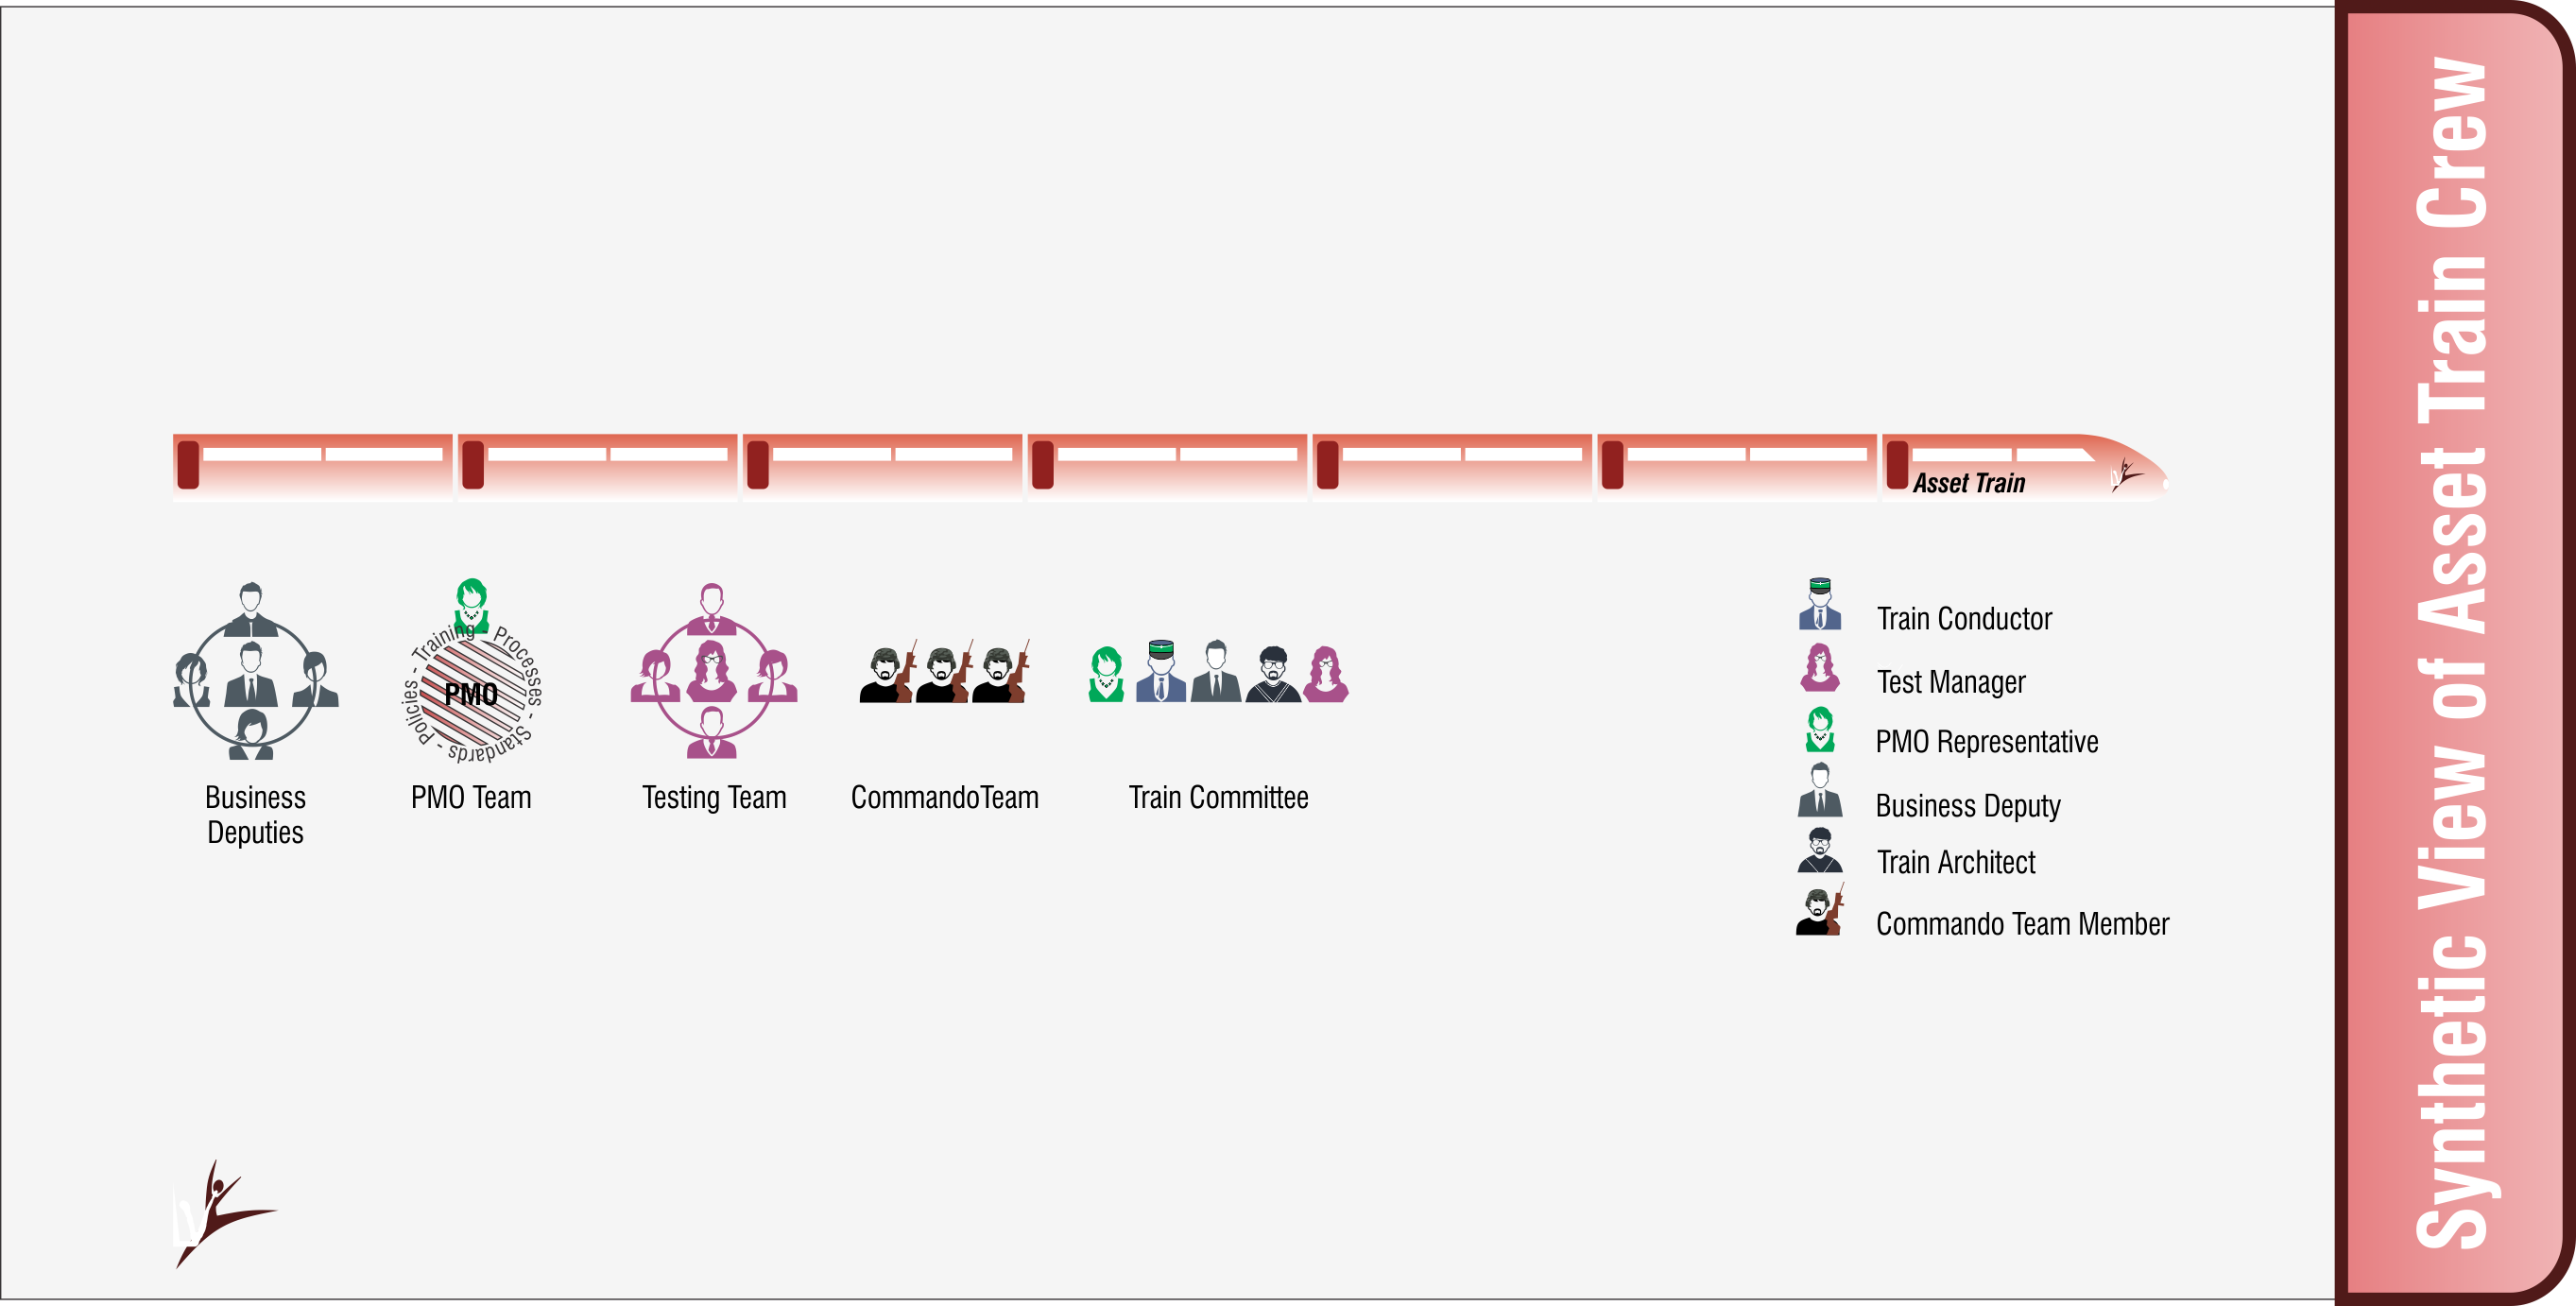 Asset Train
Policies - Training - Processes - Standards -
PMO
Business
Deputies
PMO Team
Testing Team
CommandoTeam
Train Committee
Train Conductor
Test Manager
PMO Representative
Business Deputy
Train Architect
Commando Team Member
Synthetic View of Asset Train Crew